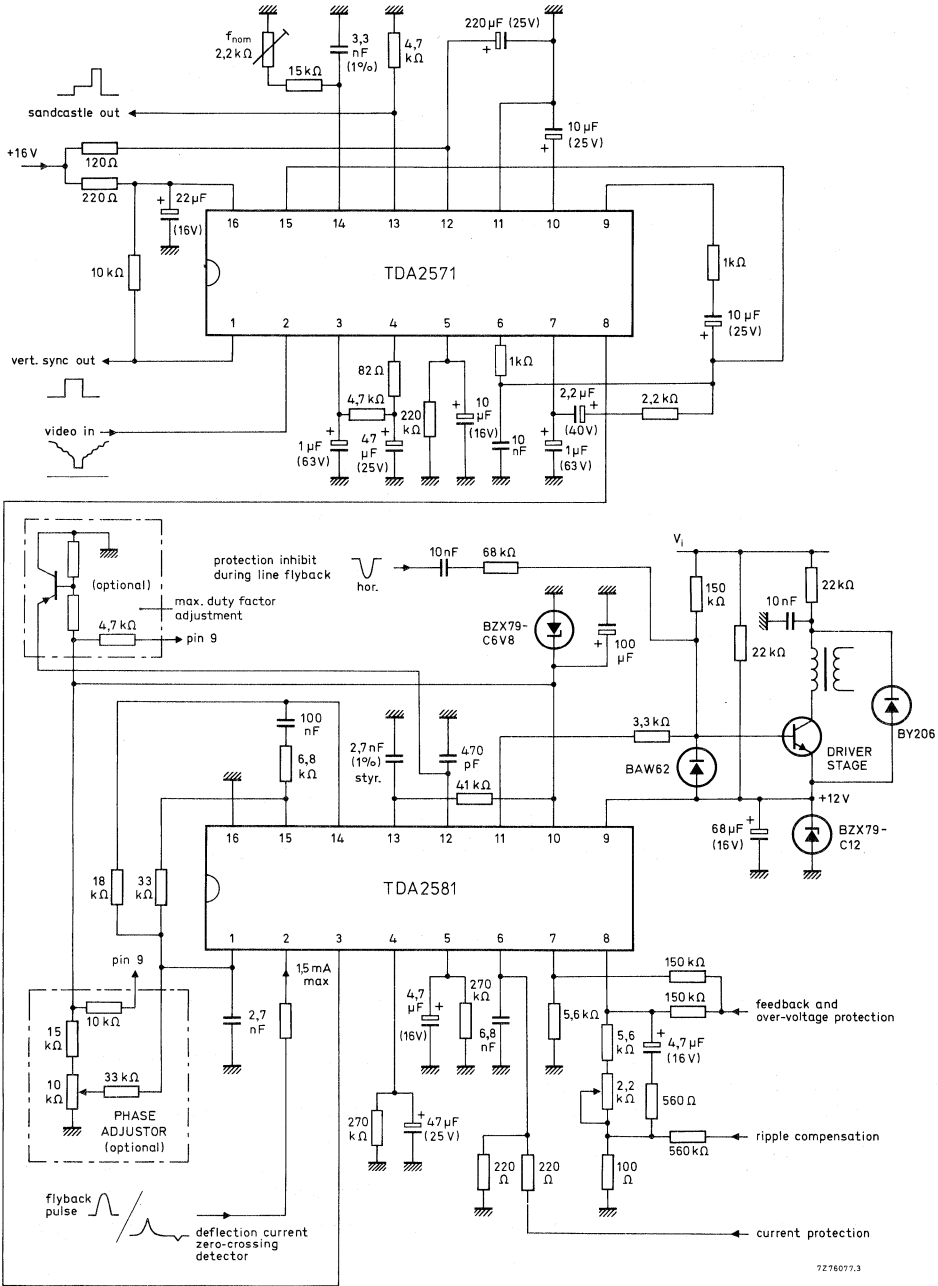 220 µF (25V)
+
fnom
2,2 kΩ
3,3
nF
(1%)
4,7
kΩ
15 kΩ
sandcastle out
10 µF
(25V)
+
+16 V
120Ω
220Ω
+
22µF
(16V)
16 15 14 13 12 11 10 9
10 kΩ
TDA2571
1kΩ
10 µF
(25V)
+
1 2 3 4 5 6 7 8
vert. sync out
82Ω
1kΩ
4,7 kΩ
220
kΩ
+
10
µF
(16V)
2,2 µF
+
(40V)
2,2 kΩ
video in
+
1 µF
(63V)
47
µF
(25V)
+
10
nF
+
1 µF
(63V)
(optional)
max. duty factor
adjustment
4,7 kΩ
pin 9
protection inhibit
during line flyback
hor.
10nF
68 kΩ
Vi
150
kΩ
22 kΩ
10nF
22 kΩ
BZX79-
C6V8
+
100
µF
BY206
100
nF
6,8
kΩ
2,7 nF
(1%)
styr.
470
pF
41 kΩ
3,3 kΩ
BAW62
DRIVER
STAGE
+12V
68 µF
(16V)
+
BZX79-
C12
16 15 14 13 12 11 10 9
18
kΩ
33
kΩ
TDA2581
1 2 3 4 5 6 7 8
pin 9
10 kΩ
15
kΩ
10
kΩ
33 kΩ
PHASE
ADJUSTOR
(optional)
2,7
nF
1,5 mA
max
4,7
µF
(16V)
+
270
kΩ
6,8
nF
5,6 kΩ
150 kΩ
150 kΩ
feedback and
over-voltage protection
5,6
kΩ
+
4,7 µF
(16V)
2,2
kΩ
560 Ω
270
kΩ
+
47 µF
(25V)
560 kΩ
ripple compensation
220
Ω
220
Ω
100
Ω
flyback
pulse
deflection current
zero-crossing
detector
current protection
7Z76077.3